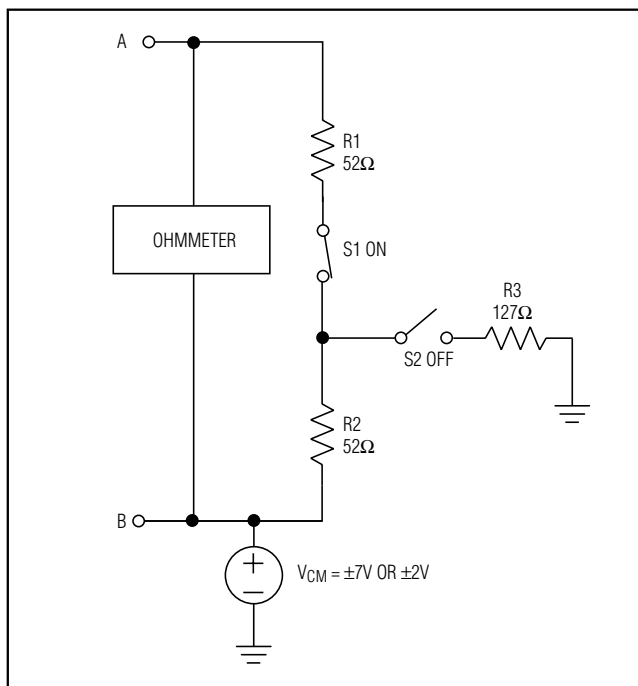 A
R1
52Ω
OHMMETER
S1 ON
R3
127Ω
S2 OFF
R2
52Ω
B
+
−
VCM = ±7V OR ±2V